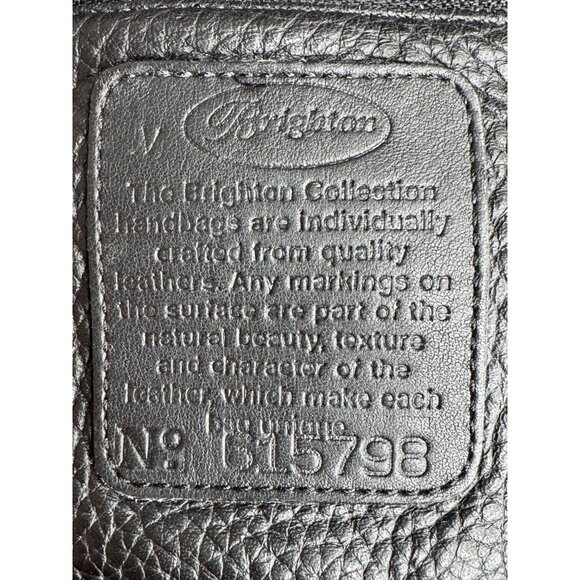 Brighton
The Brighton Collection
handbags are individually
crafted from quality
leathers. Any markings on
the surface are part of the
natural beauty, texture
and character of the
leather, which make each
bag unique
No. 615798